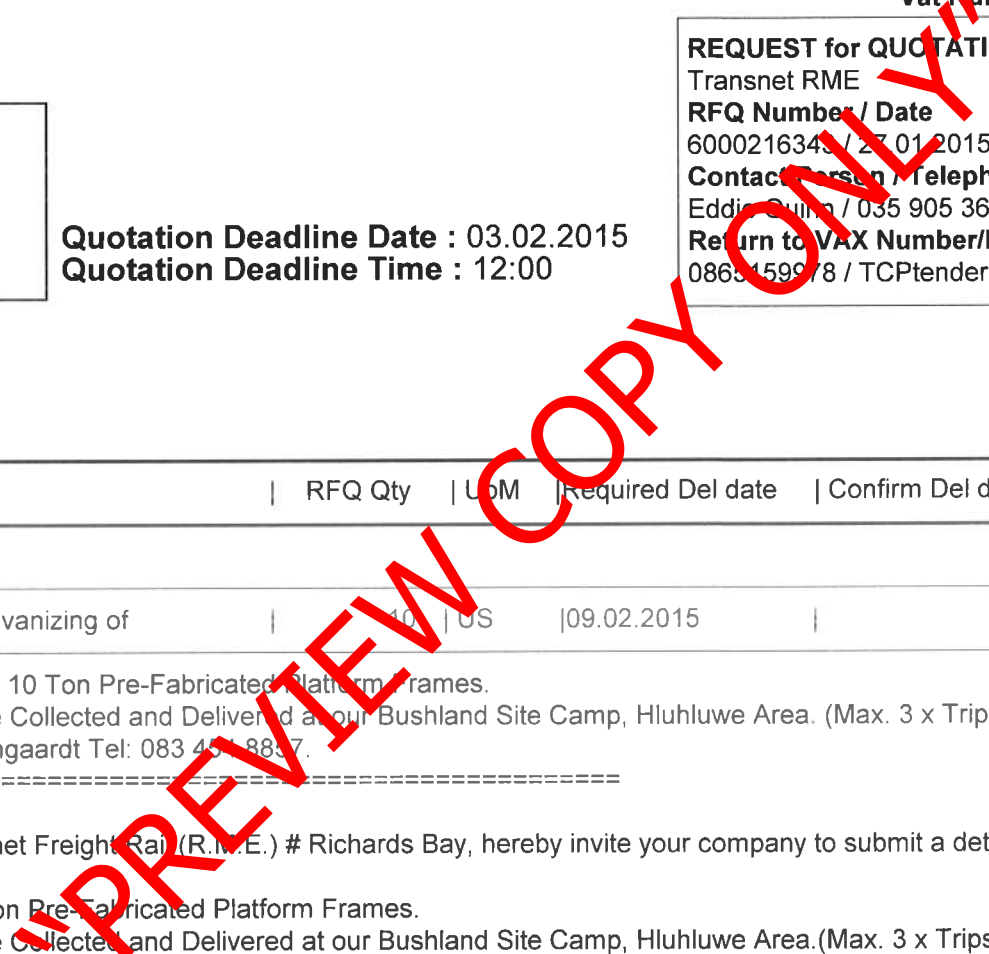 REQUEST for QUOTATI
Transnet RME
RFQ Number / Date
/ 27.01.2015
Contact Person / Teleph
Eddie Quinn / 035 905 36
Quotation Deadline Date : 03.02.2015
Return to VAX Number/
Quotation Deadline Time : 12:00
/ TCPtender
| RFQ Qty | UoM |Required Del date | Confirm Del d
vanizing of | 10 | US |09.02.2015 |
10 Ton Pre-Fabricated Platform Frames.
e Collected and Delivered at our Bushland Site Camp, Hluhluwe Area. (Max. 3 x Trip
ngaardt Tel: 083
=============================================
net Freight Rail (R.M.E.) # Richards Bay, hereby invite your company to submit a det
on Pre-Fabricated Platform Frames.
e Collected and Delivered at our Bushland Site Camp, Hluhluwe Area.(Max. 3 x Trips
"PREVIEW COPY ONLY"